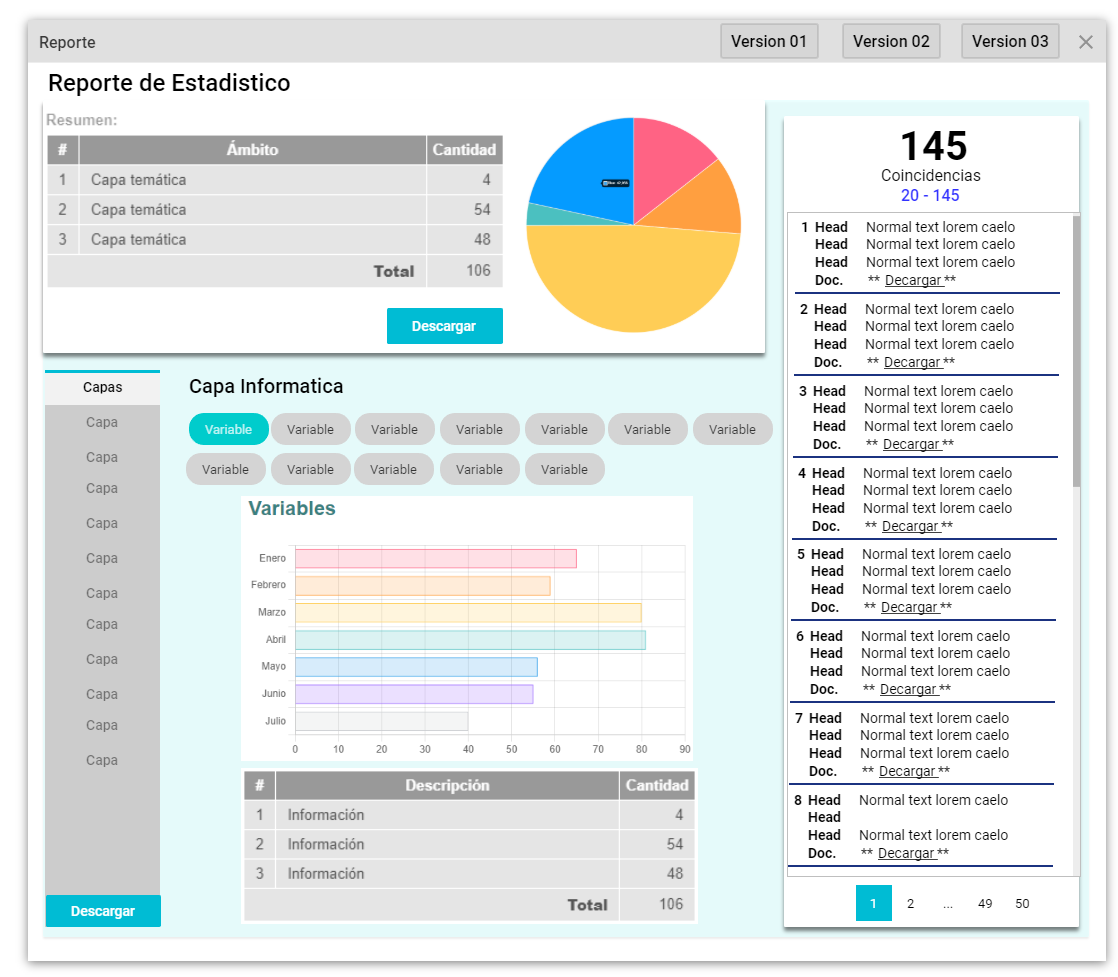 Reporte
Version 01
Version 02
Version 03
Reporte de Estadistico
Resumen:
# Ámbito Cantidad
1 Capa temática 4
2 Capa temática 54
3 Capa temática 48
Total 106
Descargar
Capas
Capa
Capa
Capa
Capa
Capa
Capa
Capa
Capa
Capa
Capa
Capa
Descargar
Capa Informatica
Variable Variable Variable Variable Variable Variable Variable
Variable Variable Variable Variable Variable
Variables
Enero
Febrero
Marzo
Abril
Mayo
Junio
Julio
0 10 20 30 40 50 60 70 80 90
# Descripción Cantidad
1 Información 4
2 Información 54
3 Información 48
Total 106
145
Coincidencias
20 - 145
1 Head Normal text lorem caelo
Head Normal text lorem caelo
Head Normal text lorem caelo
Doc. ** Decargar **
2 Head Normal text lorem caelo
Head Normal text lorem caelo
Head Normal text lorem caelo
Doc. ** Decargar **
3 Head Normal text lorem caelo
Head Normal text lorem caelo
Head Normal text lorem caelo
Doc. ** Decargar **
4 Head Normal text lorem caelo
Head Normal text lorem caelo
Head Normal text lorem caelo
Doc. ** Decargar **
5 Head Normal text lorem caelo
Head Normal text lorem caelo
Head Normal text lorem caelo
Doc. ** Decargar **
6 Head Normal text lorem caelo
Head Normal text lorem caelo
Head Normal text lorem caelo
Doc. ** Decargar **
7 Head Normal text lorem caelo
Head Normal text lorem caelo
Head Normal text lorem caelo
Doc. ** Decargar **
8 Head Normal text lorem caelo
Head
Head Normal text lorem caelo
Doc. ** Decargar **
1 2 ... 49 50